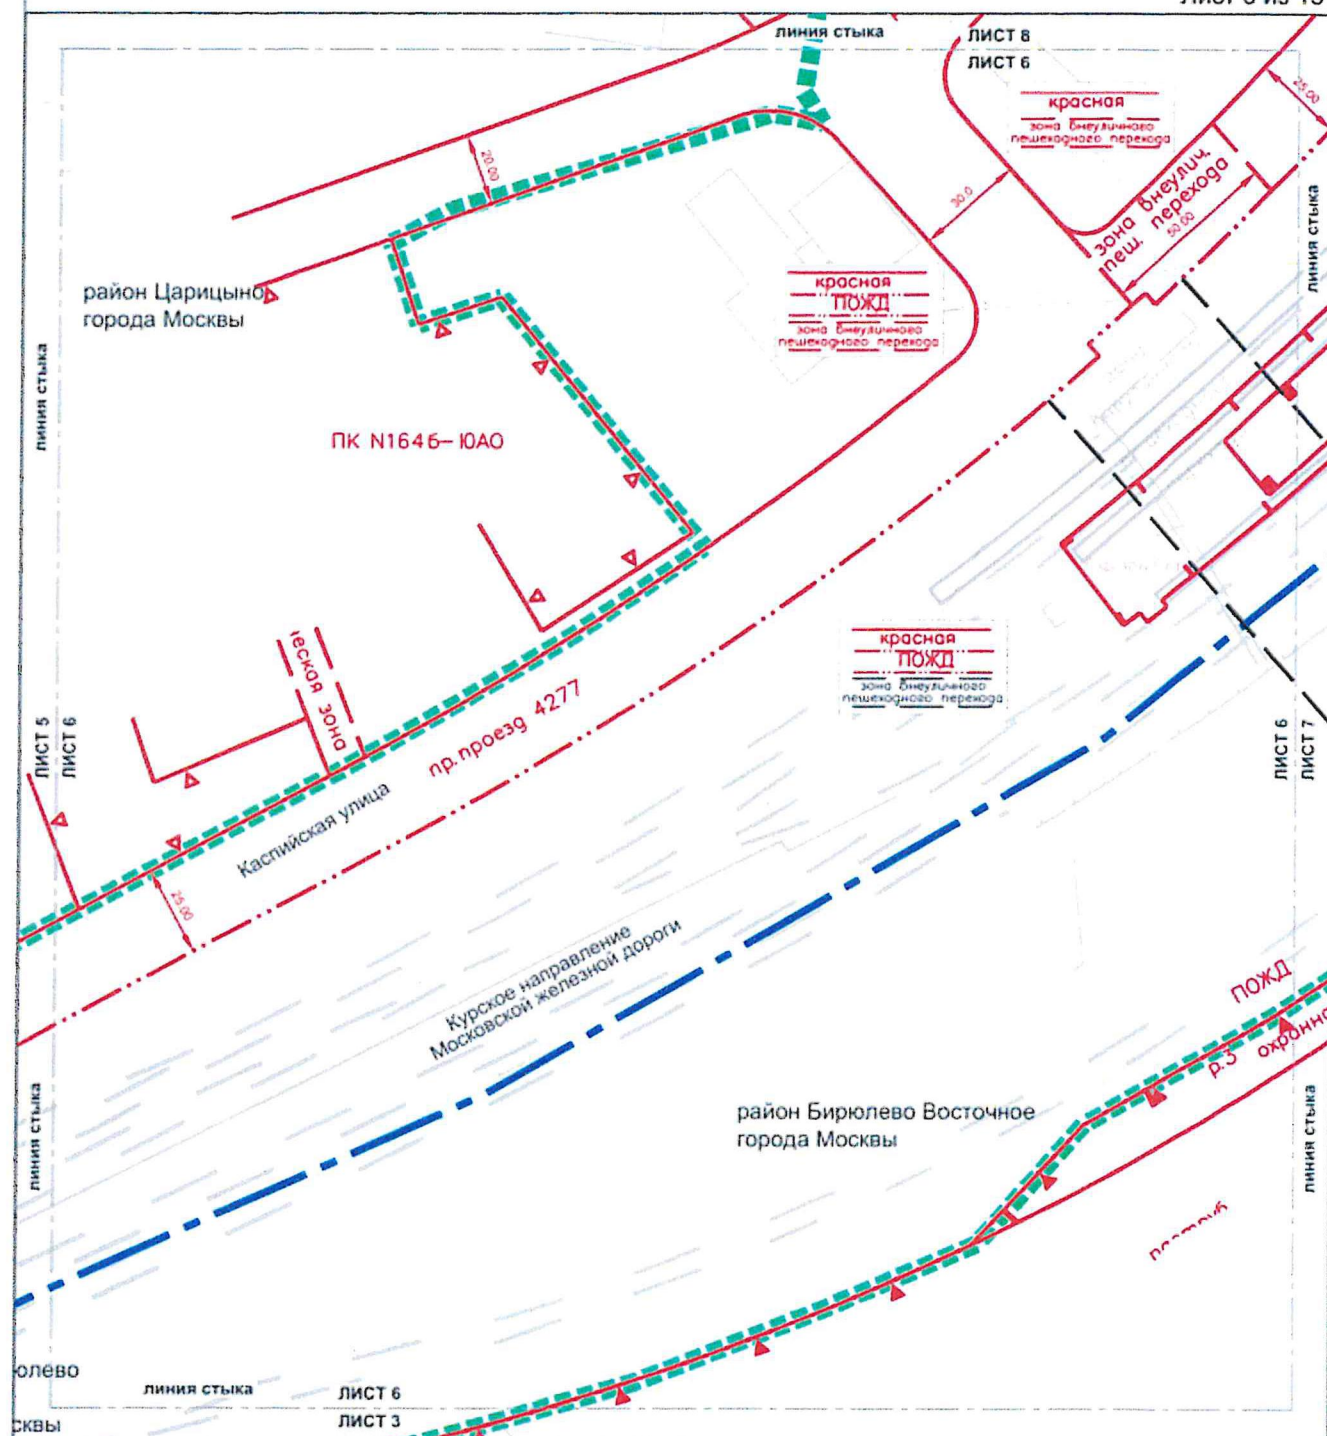 линия стыка
ЛИСТ 8
ЛИСТ 6
25.00
красная
зона внеуличного
пешеходного перехода
20.00
зона внеулич.
пеш. перехода
50.00
30.0
линия стыка
район Царицыно
города Москвы
красная
ПОЖД
зона внеуличного
пешеходного перехода
линия стыка
ПК N164Б-ЮАО
ческая зона
красная
ПОЖД
зона внеуличного
пешеходного перехода
пр. проезд 4277
ЛИСТ 5
ЛИСТ 6
ЛИСТ 6
ЛИСТ 7
Каспийская улица
25.00
Курское направление
Московской железной дороги
ПОЖД
р.3 охранно
линия стыка
район Бирюлево Восточное
города Москвы
линия стыка
юлево
сквы
линия стыка
ЛИСТ 6
ЛИСТ 3